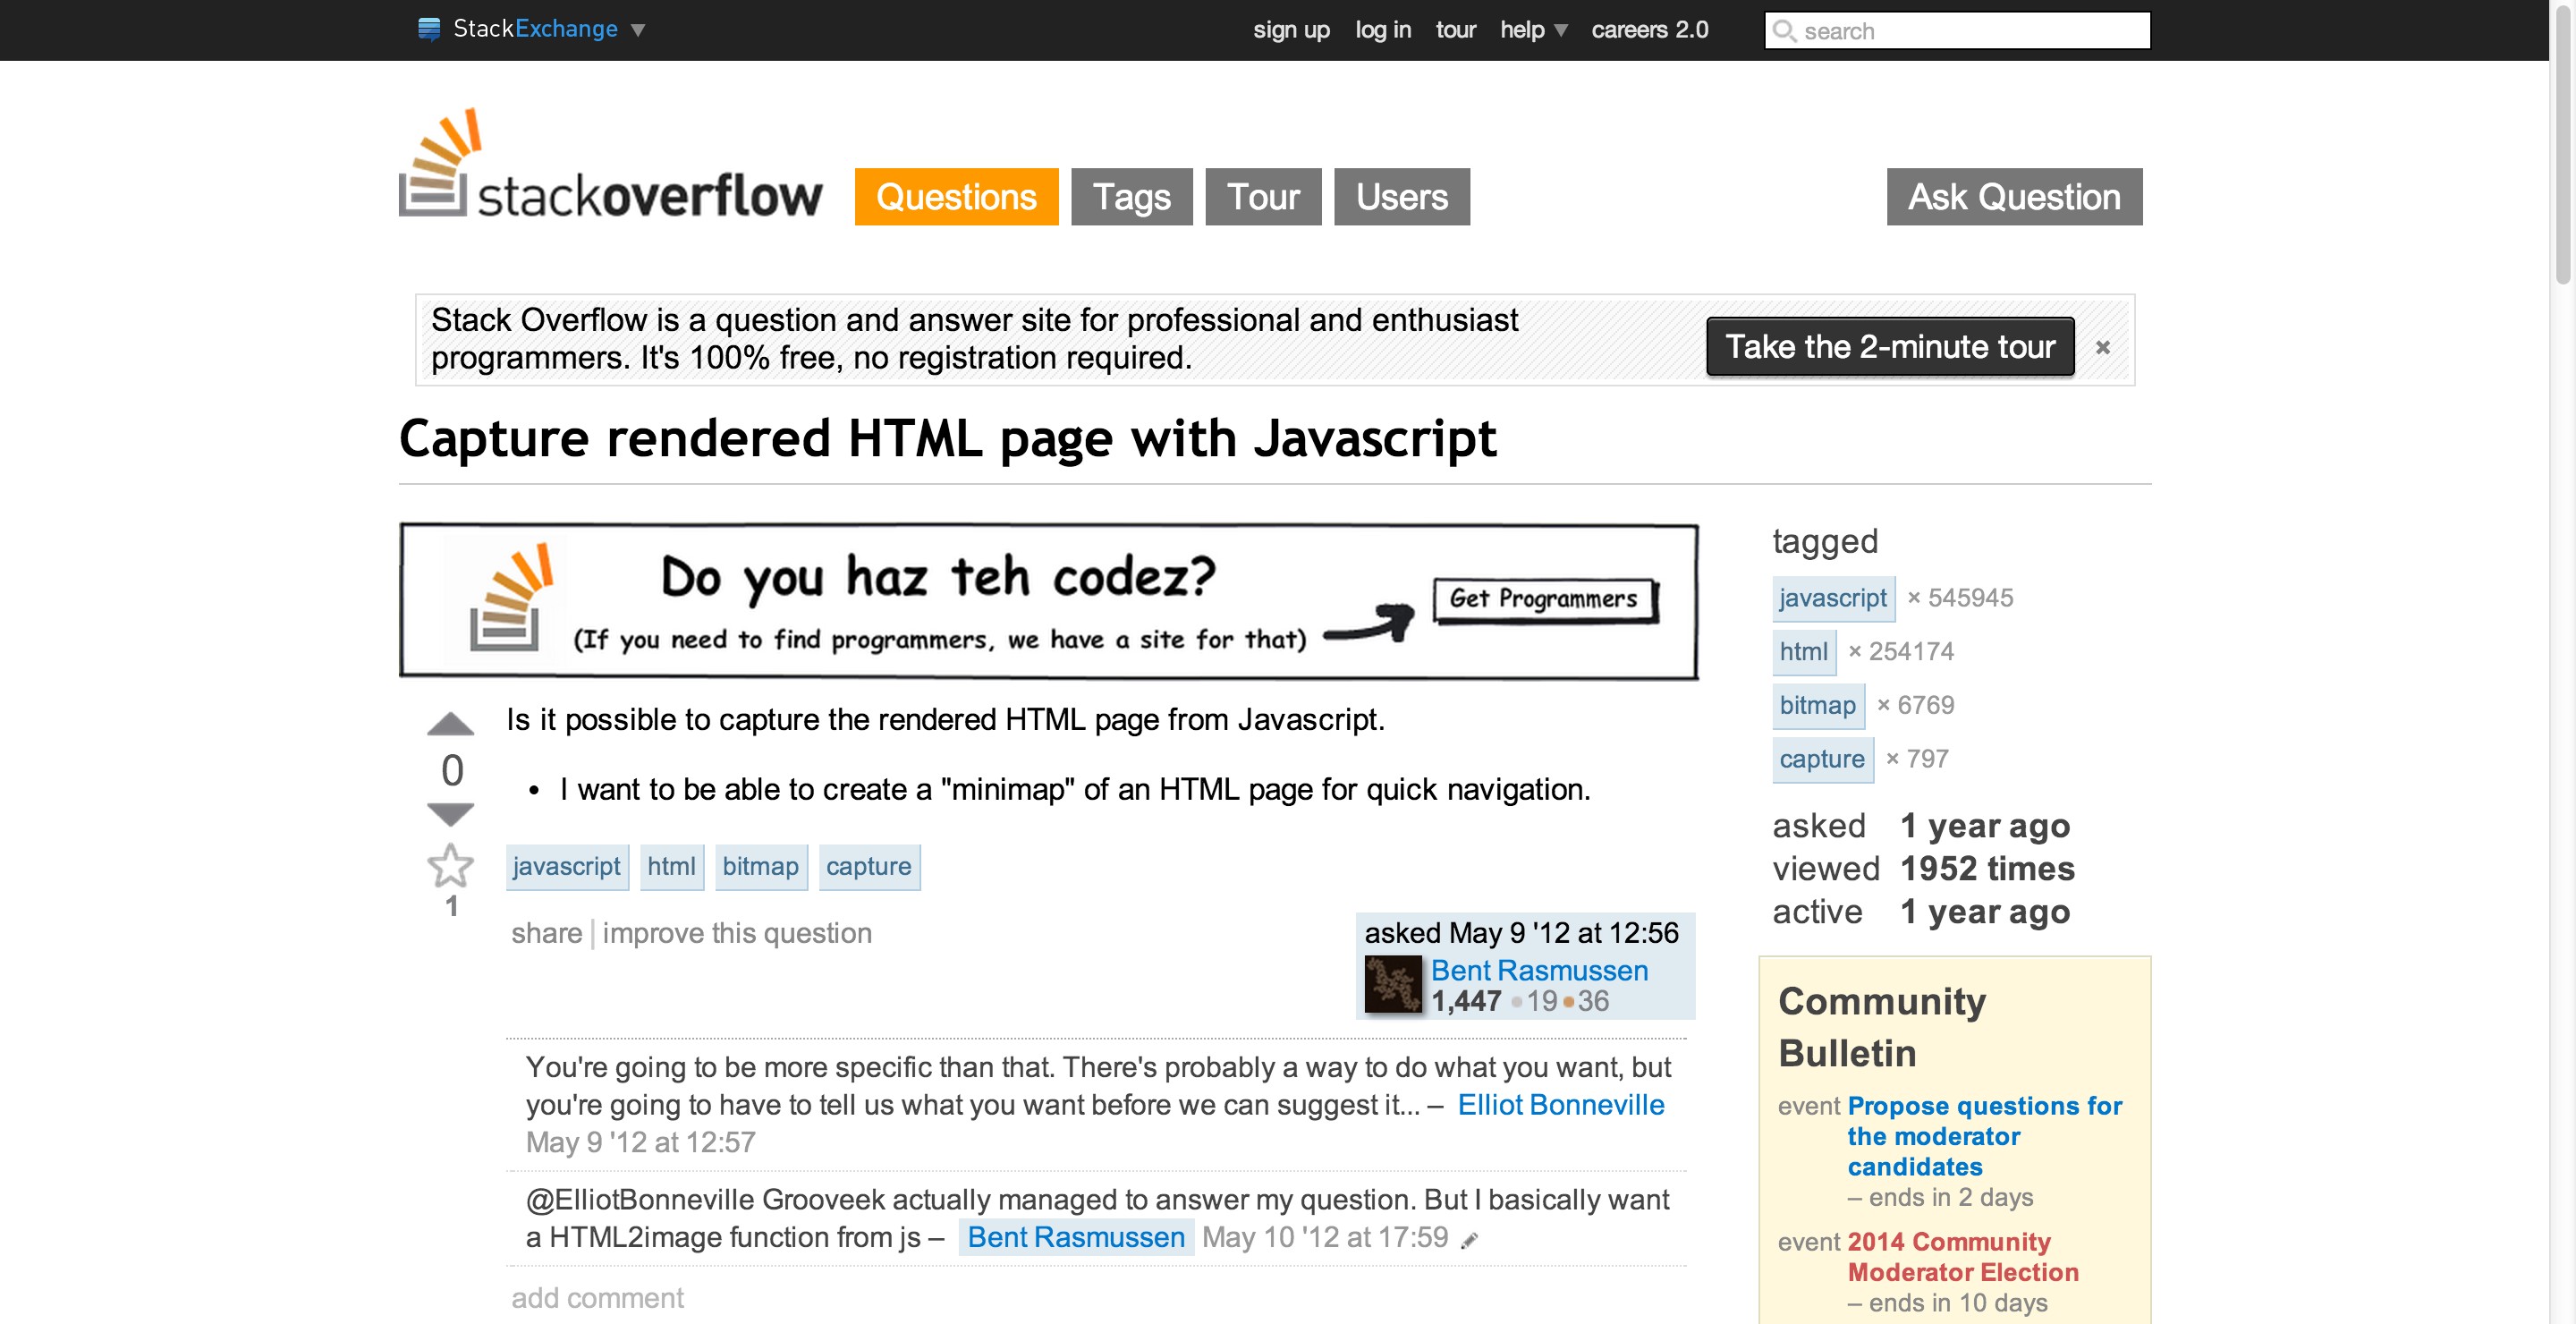 StackExchange ▼
sign up log in tour help ▼ careers 2.0 search
stackoverflow
Questions Tags Tour Users Ask Question
Stack Overflow is a question and answer site for professional and enthusiast
programmers. It's 100% free, no registration required.
Take the 2-minute tour ×
Capture rendered HTML page with Javascript
Do you haz teh codez?
(If you need to find programmers, we have a site for that)
Get Programmers
0
1
Is it possible to capture the rendered HTML page from Javascript.
• I want to be able to create a "minimap" of an HTML page for quick navigation.
javascript html bitmap capture
share improve this question
asked May 9 '12 at 12:56
Bent Rasmussen
1,447 ●19 ●36
You're going to be more specific than that. There's probably a way to do what you want, but
you're going to have to tell us what you want before we can suggest it... – Elliot Bonneville
May 9 '12 at 12:57
@ElliotBonneville Grooveek actually managed to answer my question. But I basically want
a HTML2image function from js – Bent Rasmussen May 10 '12 at 17:59
add comment
tagged
javascript × 545945
html × 254174
bitmap × 6769
capture × 797
asked 1 year ago
viewed 1952 times
active 1 year ago
Community
Bulletin
event Propose questions for
the moderator
candidates
– ends in 2 days
event 2014 Community
Moderator Election
– ends in 10 days